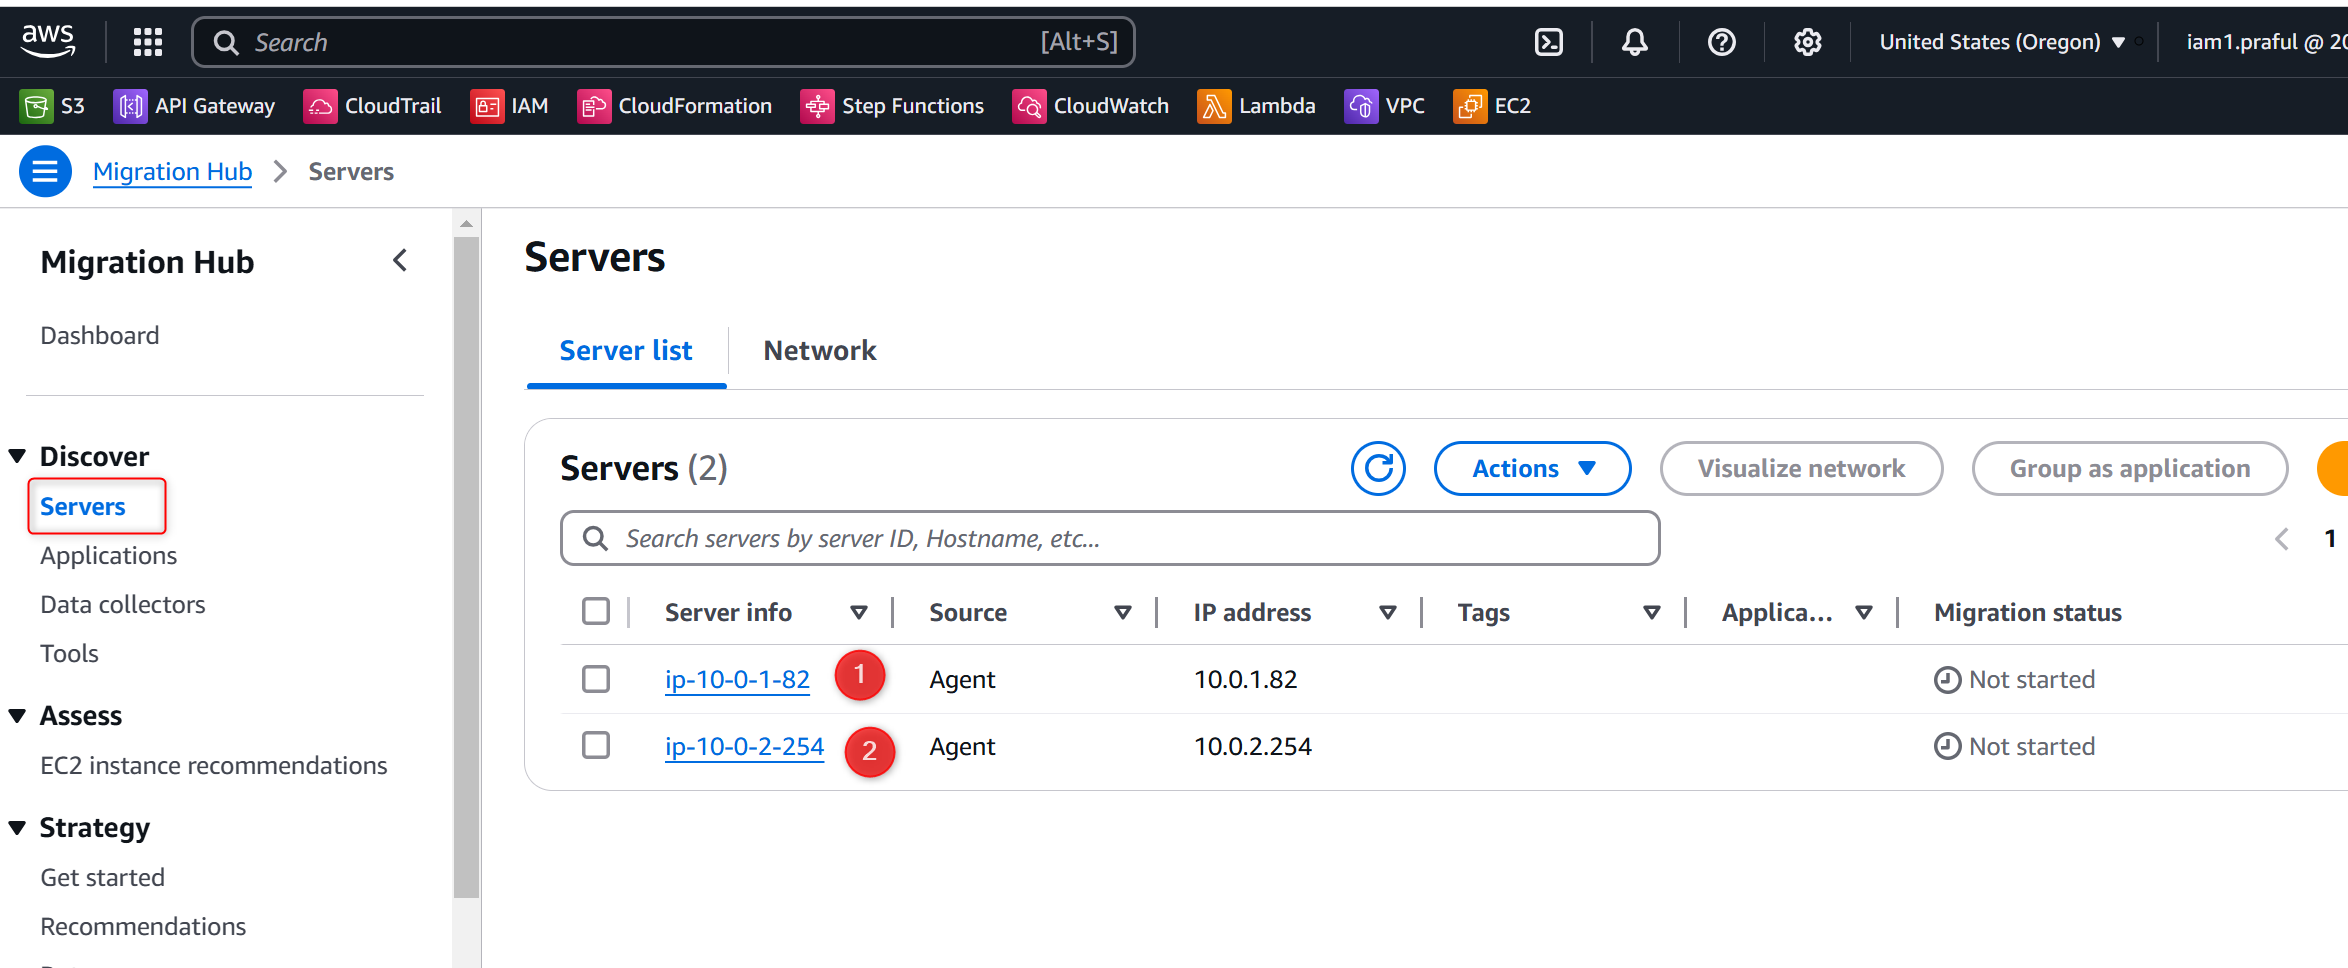 aws Search [Alt+S] United States (Oregon) iam1.praful @ 20
S3 API Gateway CloudTrail IAM CloudFormation Step Functions CloudWatch Lambda VPC EC2
Migration Hub Servers
Migration Hub
Dashboard
Discover
Servers
Applications
Data collectors
Tools
Assess
EC2 instance recommendations
Strategy
Get started
Recommendations
Servers
Server list Network
Servers (2) Actions Visualize network Group as application
Search servers by server ID, Hostname, etc...
1
Server info Source IP address Tags Applica... Migration status
ip-10-0-1-82 1 Agent 10.0.1.82 Not started
ip-10-0-2-254 2 Agent 10.0.2.254 Not started